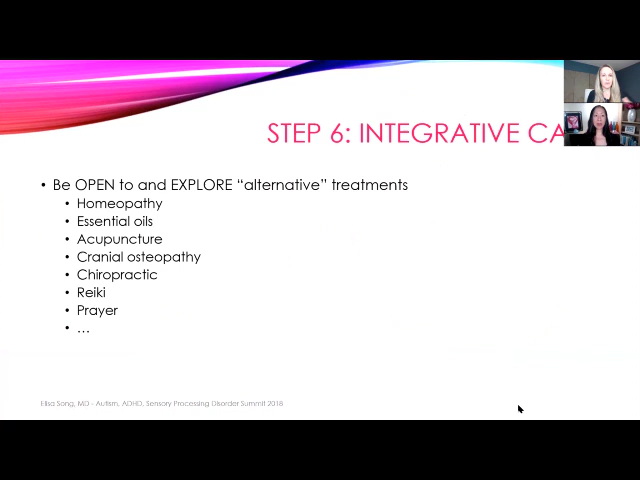 STEP 6: INTEGRATIVE CA
• Be OPEN to and EXPLORE “alternative” treatments
• Homeopathy
• Essential oils
• Acupuncture
• Cranial osteopathy
• Chiropractic
• Reiki
• Prayer
• …
Elisa Song, MD - Autism, ADHD, Sensory Processing Disorder Summit 2018